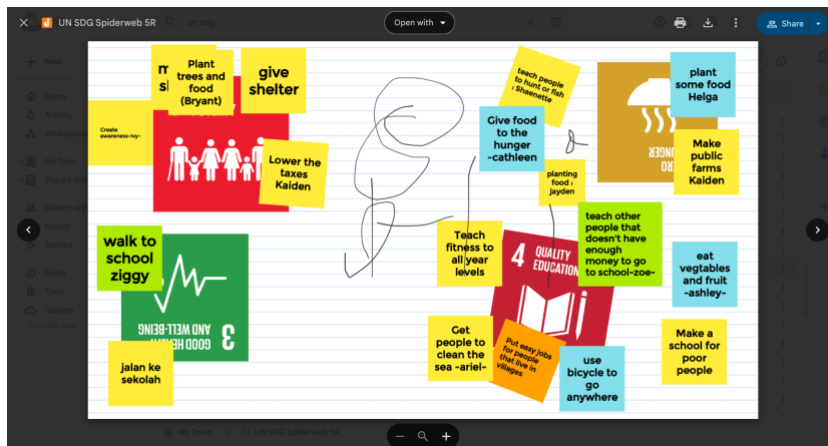 UN SDG Spiderweb 5R
un sdg
Open with
Share
New
Home
Activity
Workspaces
My Drive
Shared
Starred
Spam
Trash
Storage
Plant
trees and
food
(Bryant)
give
shelter
Create
awareness-Ivy-
Lower the
taxes
Kaiden
teach people
to hunt or fish
: Shaenette
Give food
to the
hunger
-cathleen
planting
food :
jayden
plant
some food
Helga
Make
public
farms
Kaiden
walk to
school
ziggy
3 GOOD HEALTH
AND WELL-BEING
jalan ke
sekolah
Teach
fitness to
all year
levels
4 QUALITY
EDUCATION
teach other
people that
doesn't have
enough
money to go
to school-zoe-
eat
vegtables
and fruit
-ashley-
Get
people to
clean the
sea -ariel-
Put easy jobs
for people
that live in
villages
use
bicycle to
go
anywhere
Make a
school for
poor
people
My Drive > UN SDG Spiderweb 5R